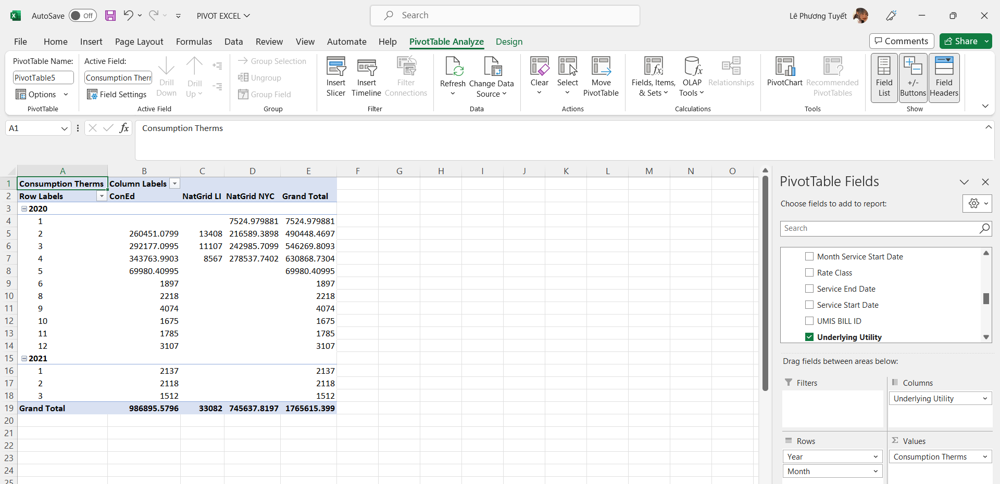 AutoSave Off PIVOT EXCEL Search Lê Phương Tuyết
File Home Insert Page Layout Formulas Data Review View Automate Help PivotTable Analyze Design Comments Share
PivotTable Name:
PivotTable5
Options
PivotTable
Active Field:
Consumption Therr
Field Settings
Drill Down
Drill Up
Active Field
Group Selection
Ungroup
7 Group Field
Group
Insert Slicer
Insert Timeline
Filter Connections
Filter
Refresh
Change Data Source
Data
Clear
Select
Move PivotTable
Actions
Fields, Items, & Sets
OLAP Tools
Relationships
Calculations
PivotChart
Recommended PivotTables
Tools
Field List
+/- Buttons
Field Headers
Show
A1 fx Consumption Therms
A B C D E F G H I J K L M N O
1 Consumption Therms Column Labels
2 Row Labels ConEd NatGrid LI NatGrid NYC Grand Total
3 2020
4 1 7524.979881 7524.979881
5 2 260451.0799 13408 216589.3898 490448.4697
6 3 292177.0995 11107 242985.7099 546269.8093
7 4 343763.9903 8567 278537.7402 630868.7304
8 5 69980.40995 69980.40995
9 6 1897 1897
10 8 2218 2218
11 9 4074 4074
12 10 1675 1675
13 11 1785 1785
14 12 3107 3107
15 2021
16 1 2137 2137
17 2 2118 2118
18 3 1512 1512
19 Grand Total 986895.5796 33082 745637.8197 1765615.399
20
21
22
23
24
25
PivotTable Fields
Choose fields to add to report:
Search
Month Service Start Date
Rate Class
Service End Date
Service Start Date
UMIS BILL ID
Underlying Utility
Drag fields between areas below:
Filters
Columns
Underlying Utility
Rows
Year
Month
Σ Values
Consumption Therms